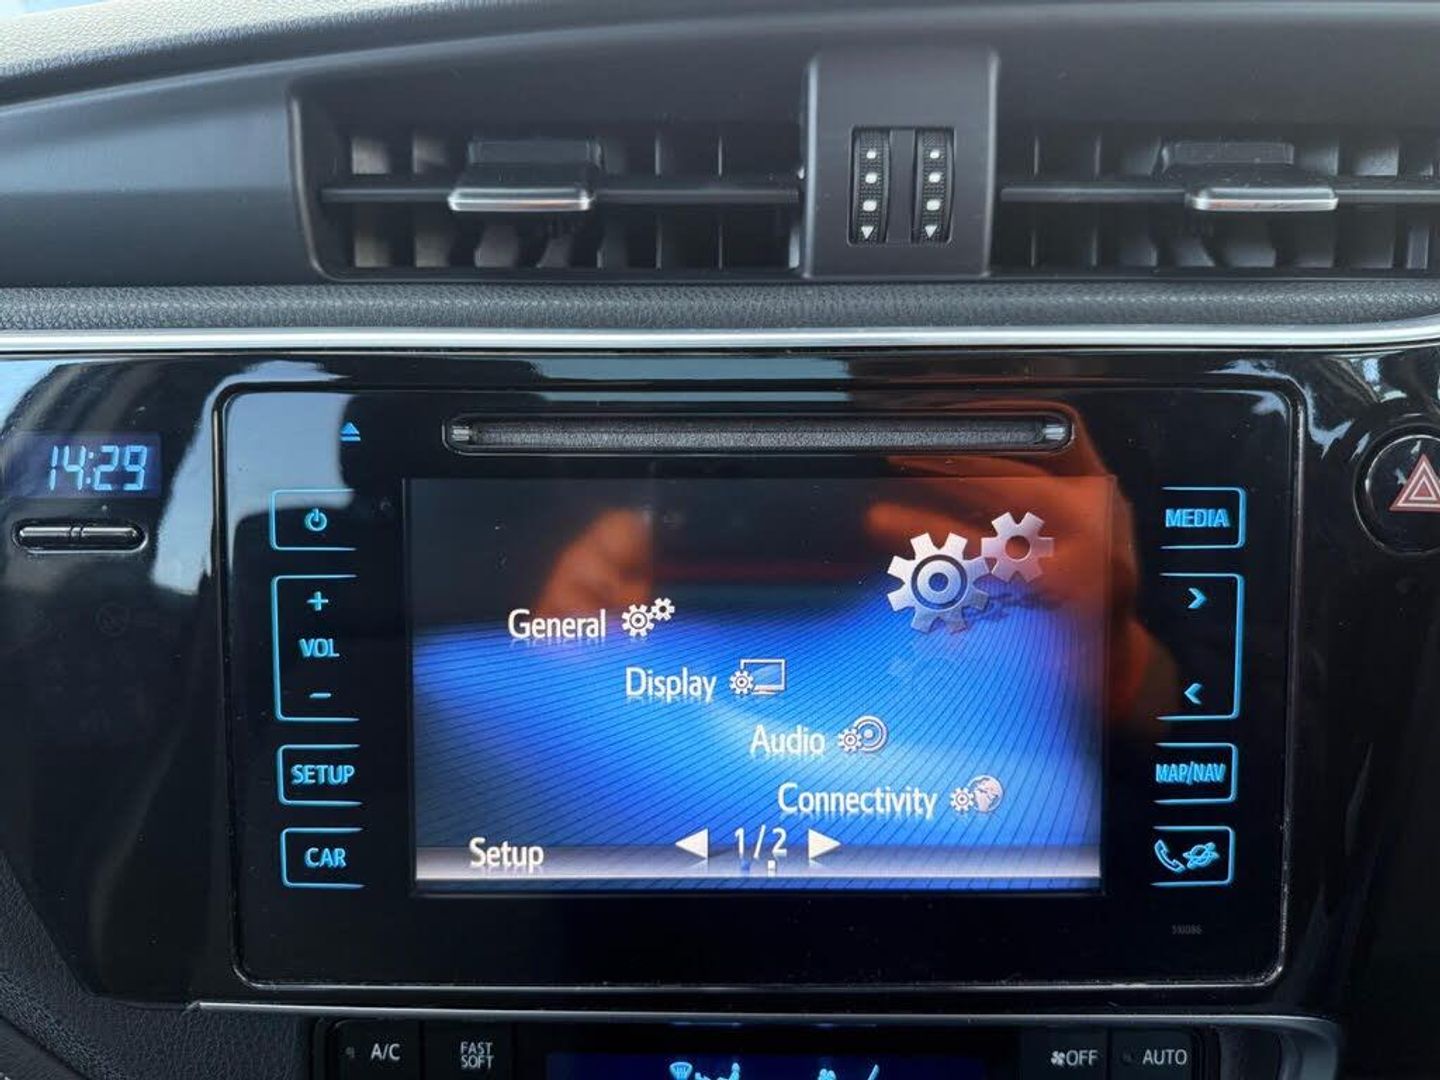 14:29
MEDIA
+
VOL
-
General
Display
Audio
Connectivity
SETUP
MAP/NAV
CAR
Setup
1/2
510086
A/C
FAST
SOFT
OFF
AUTO